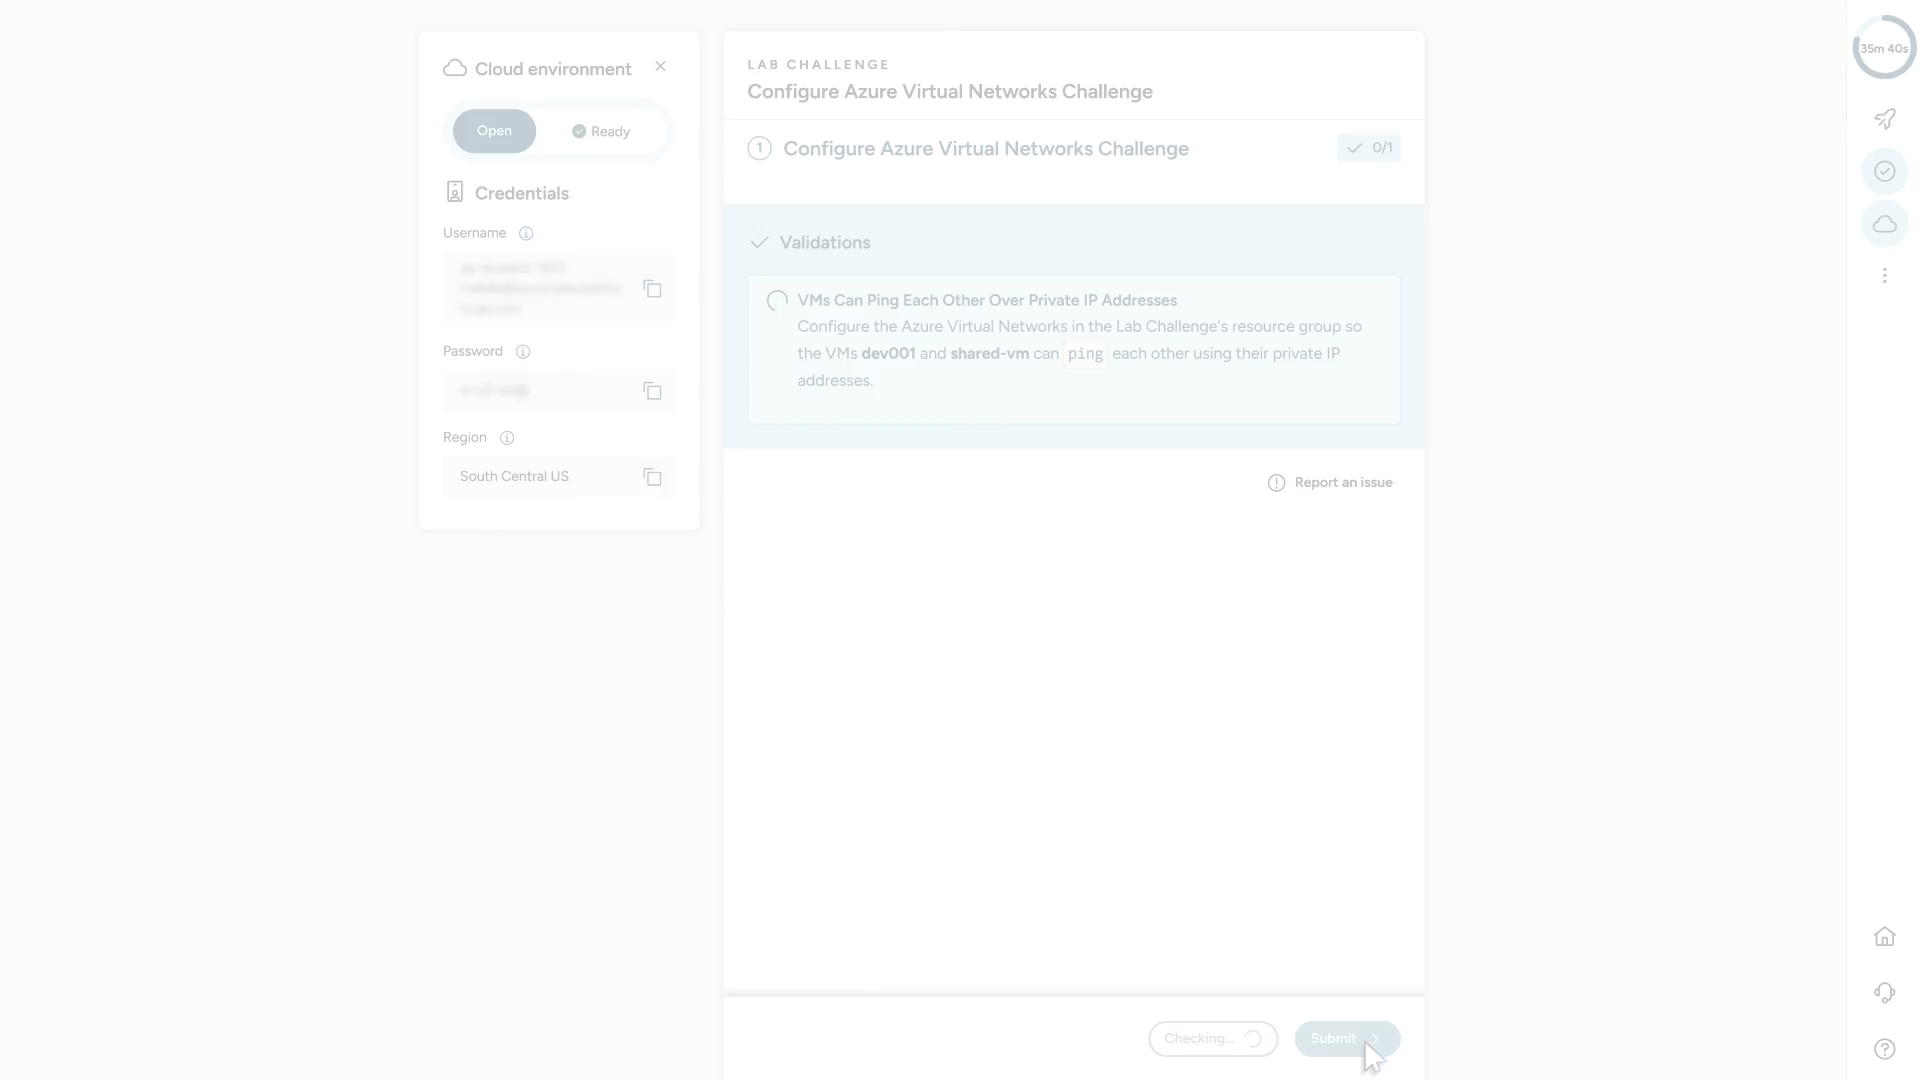 Cloud environment
Open
Ready
Credentials
Username
Password
Region
South Central US
LAB CHALLENGE
Configure Azure Virtual Networks Challenge
1 Configure Azure Virtual Networks Challenge
0/1
Validations
VMs Can Ping Each Other Over Private IP Addresses
Configure the Azure Virtual Networks in the Lab Challenge's resource group so
the VMs dev001 and shared-vm can ping each other using their private IP
addresses.
Report an issue
Checking...
Submit
35m 40s